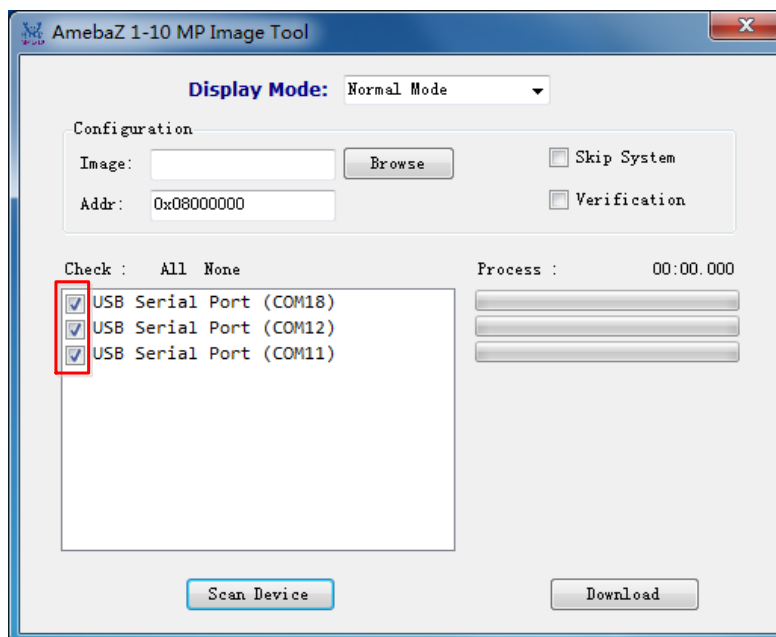 AmebaZ 1-10 MP Image Tool
Display Mode: Normal Mode
Configuration
Image: Browse Skip System
Addr: 0x08000000 Verification
Check : All None Process : 00:00.000
USB Serial Port (COM18)
USB Serial Port (COM12)
USB Serial Port (COM11)
Scan Device Download